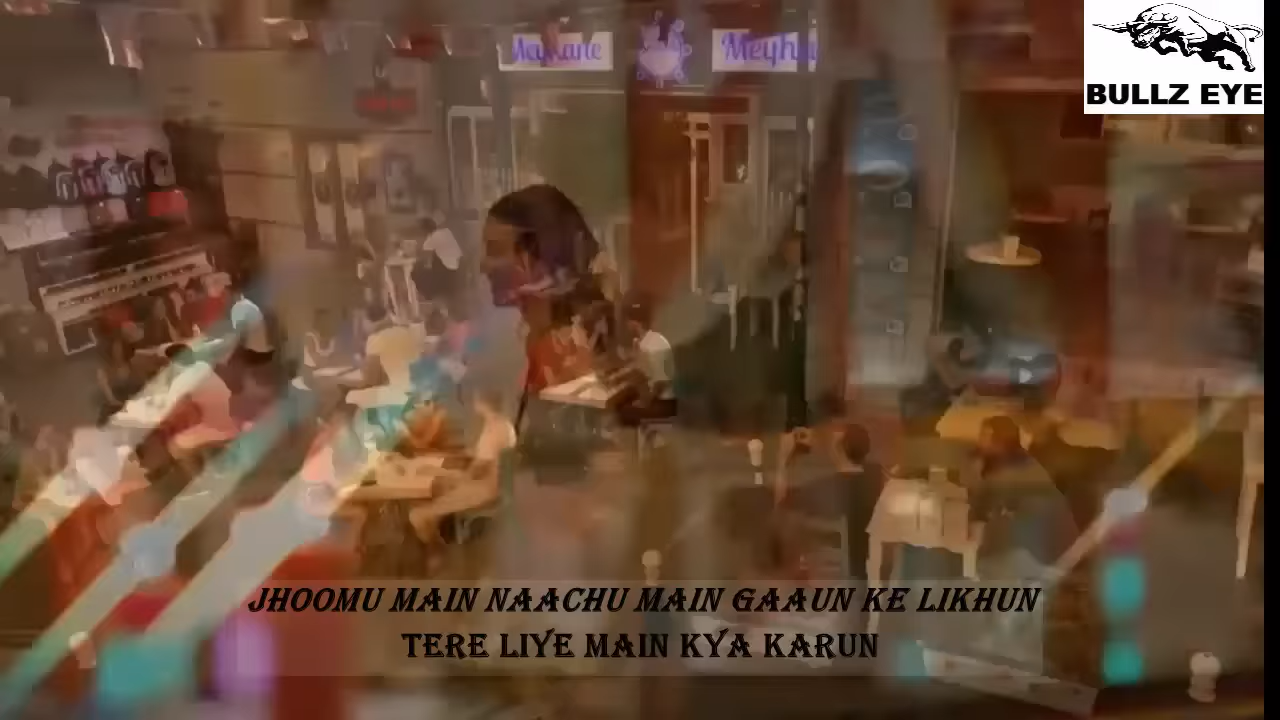 BULLZ EYE
JHOOMU MAIN NAACHU MAIN GAAUN KE LIKHUN
TERE LIYE MAIN KYA KARUN